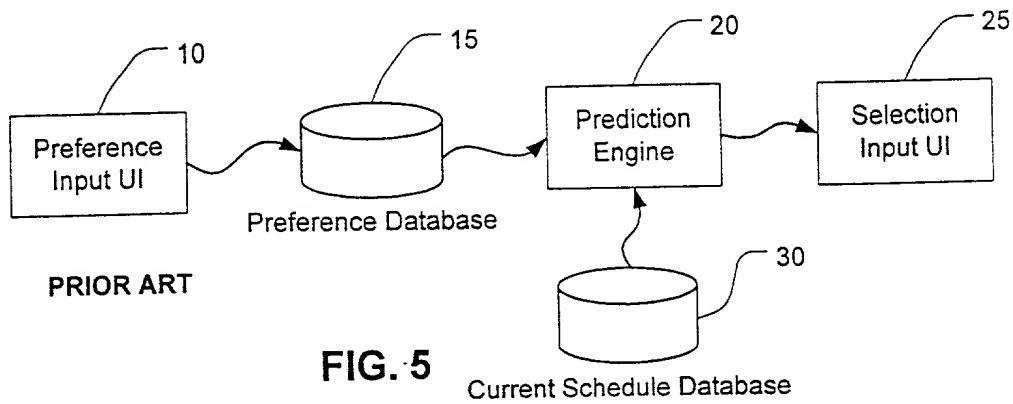 10
15
20
25
Preference
Input UI
Preference Database
Prediction
Engine
Selection
Input UI
30
PRIOR ART
FIG. 5
Current Schedule Database